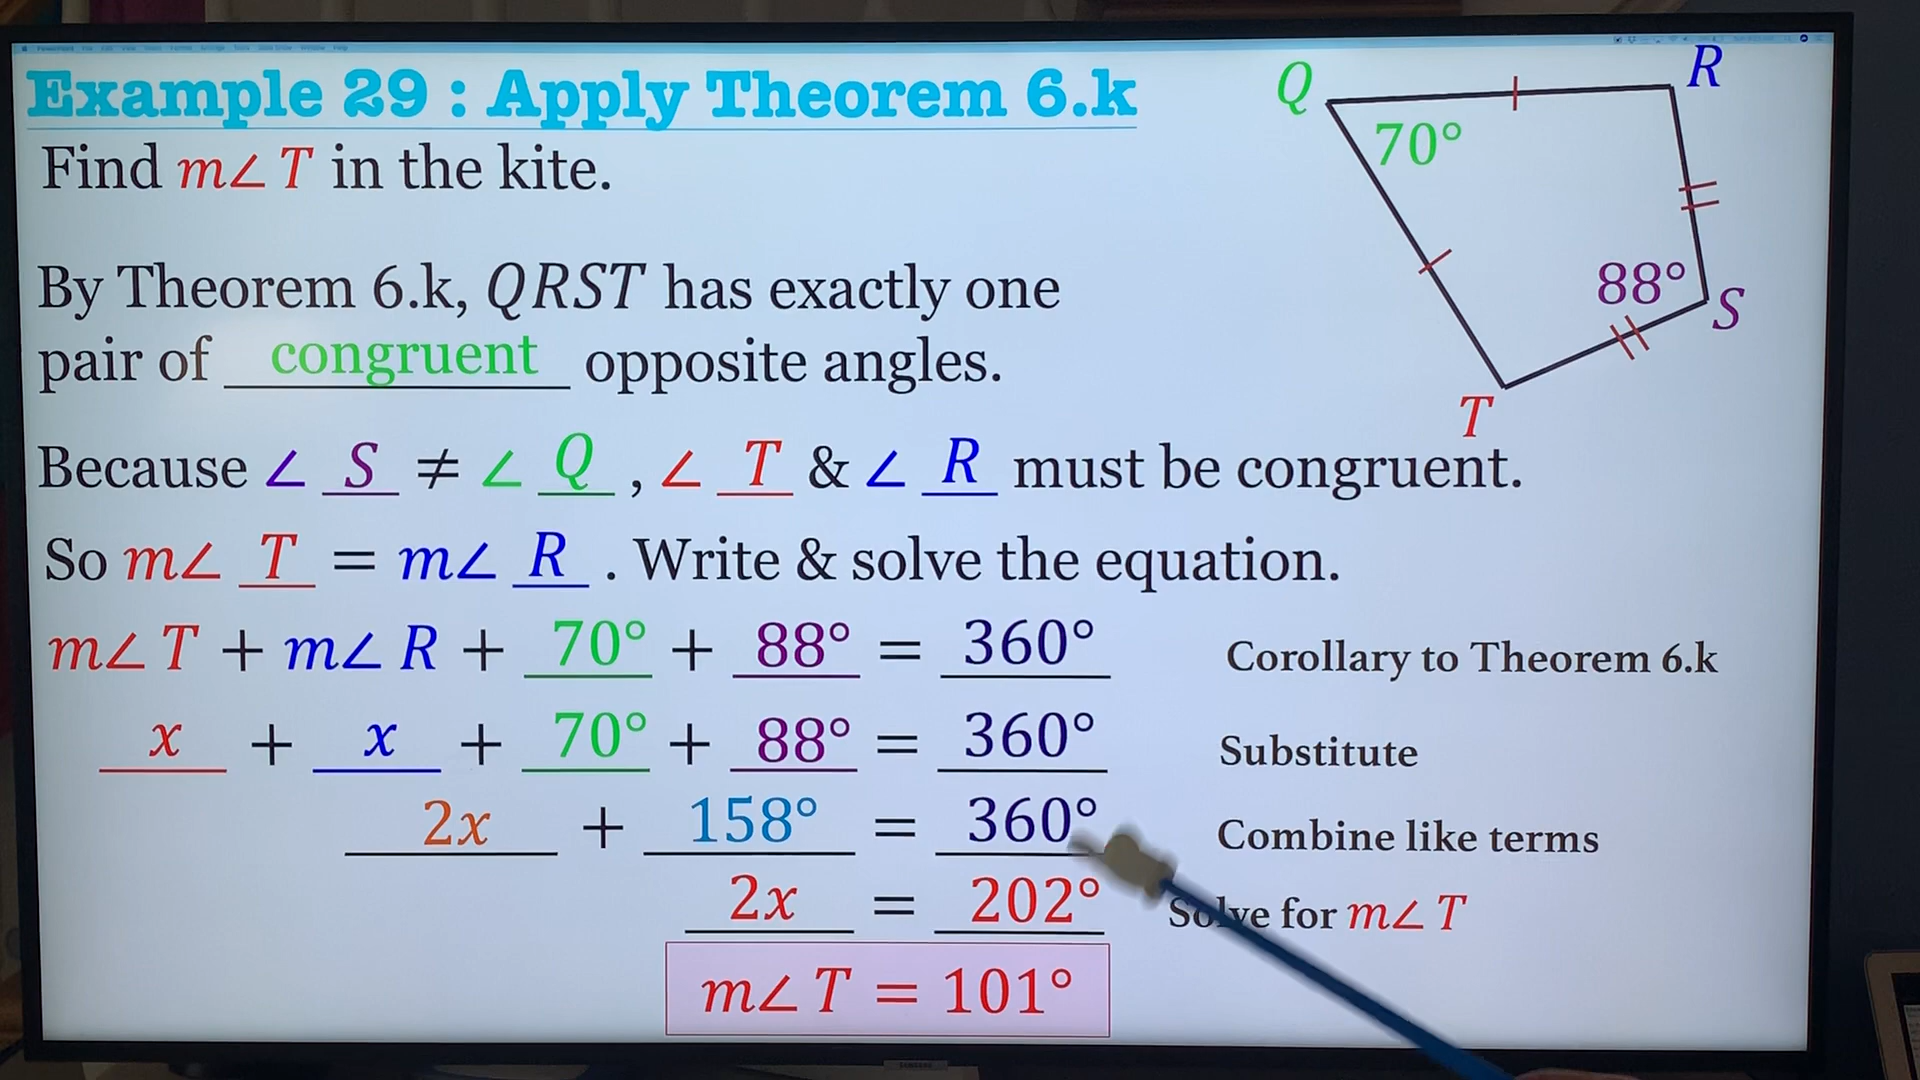 Example 29 : Apply Theorem 6.k
Find m∠ T in the kite.
Q
R
70°
88°
S
T
By Theorem 6.k, QRST has exactly one
pair of congruent opposite angles.
Because ∠ S ≠ ∠ Q , ∠ T & ∠ R must be congruent.
So m∠ T = m∠ R . Write & solve the equation.
m∠ T + m∠ R + 70° + 88° = 360° Corollary to Theorem 6.k
x + x + 70° + 88° = 360° Substitute
2x + 158° = 360° Combine like terms
2x = 202° Solve for m∠ T
m∠ T = 101°
SAMSUNG